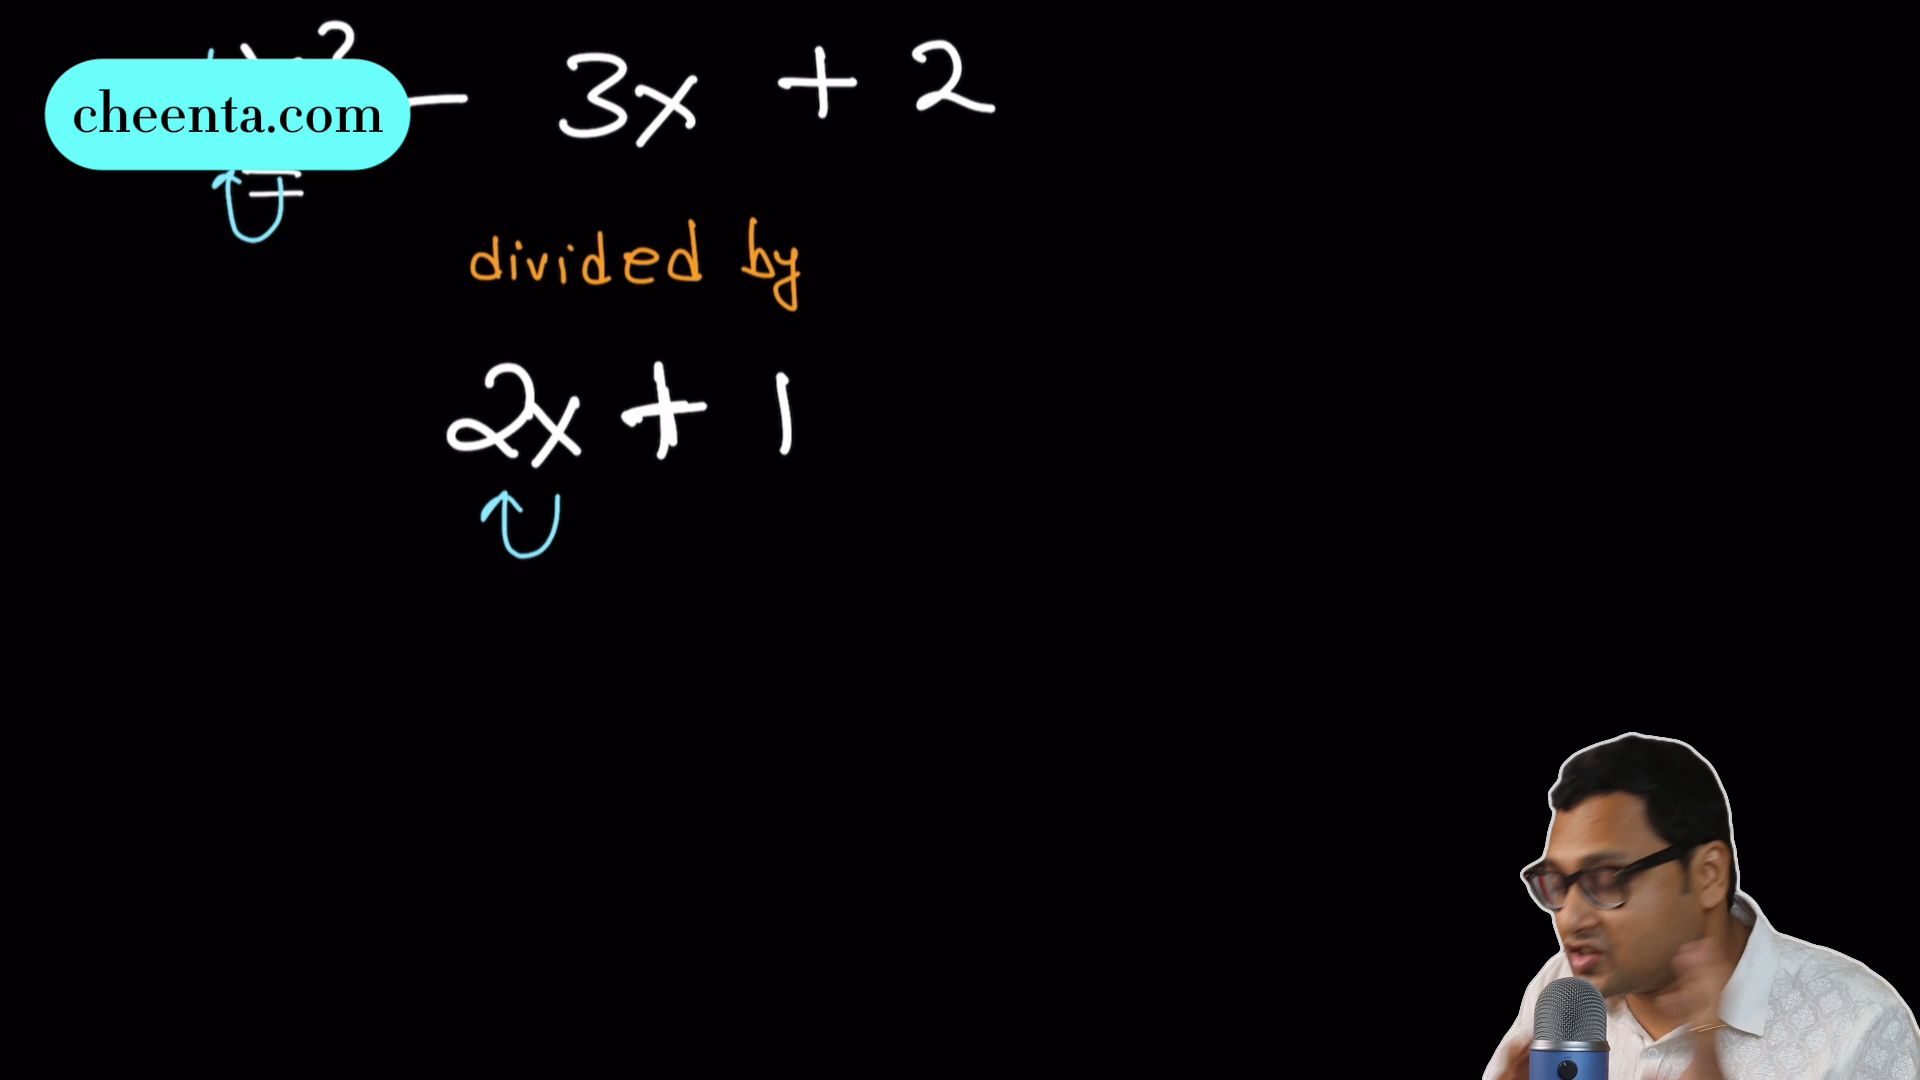 cheenta.com
- 3x + 2
divided by
2x + 1